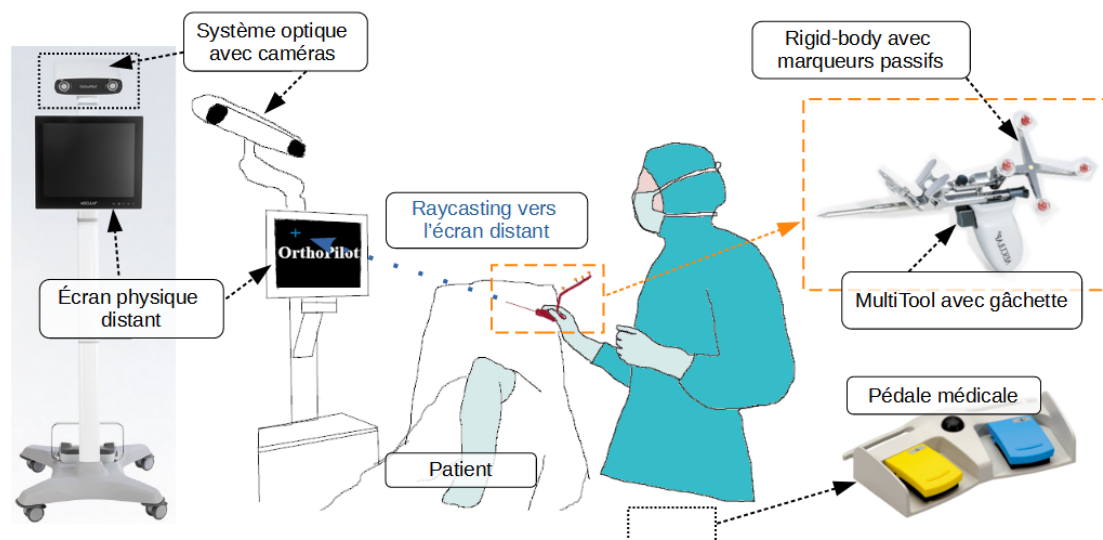 Système optique
avec caméras
Rigid-body avec
marqueurs passifs
Raycasting vers
l'écran distant
OrthoPilot
Écran physique
distant
MultiTool avec gâchette
AESCULAP
Pédale médicale
Patient